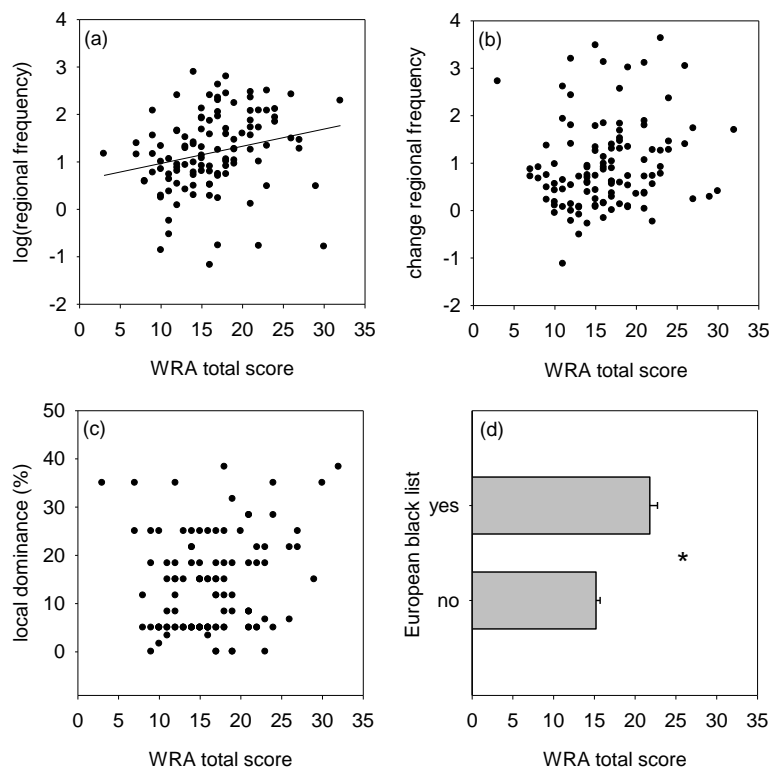 (a)
log(regional frequency)
4
3
2
1
0
-1
-2
0 5 10 15 20 25 30 35
WRA total score
(b)
change regional frequency
4
3
2
1
0
-1
-2
0 5 10 15 20 25 30 35
WRA total score
(c)
local dominance (%)
50
40
30
20
10
0
0 5 10 15 20 25 30 35
WRA total score
(d)
European black list
yes
no
*
0 5 10 15 20 25 30 35
WRA total score